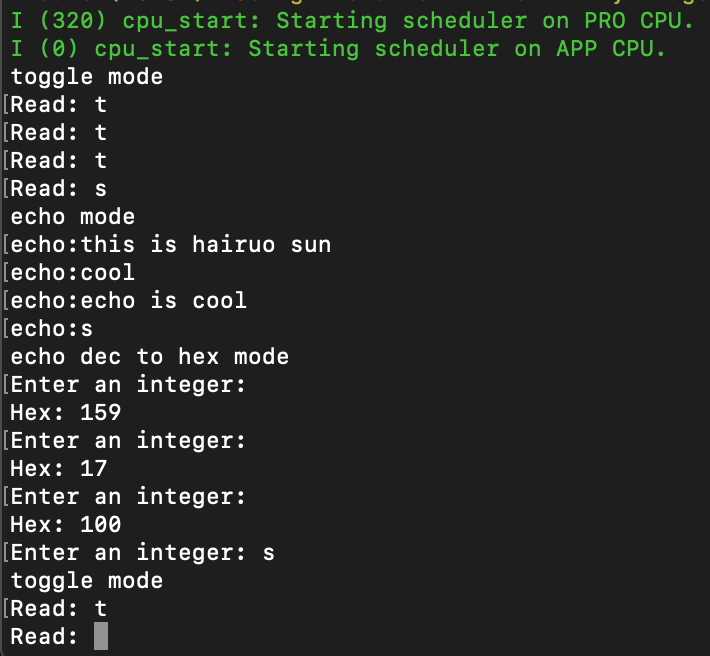 I (320) cpu_start: Starting scheduler on PRO CPU.
I (0) cpu_start: Starting scheduler on APP CPU.
toggle mode
[Read: t
[Read: t
[Read: t
[Read: s
echo mode
[echo:this is hairuo sun
[echo:cool
[echo:echo is cool
[echo:s
echo dec to hex mode
[Enter an integer:
Hex: 159
[Enter an integer:
Hex: 17
[Enter an integer:
Hex: 100
[Enter an integer: s
toggle mode
[Read: t
Read: